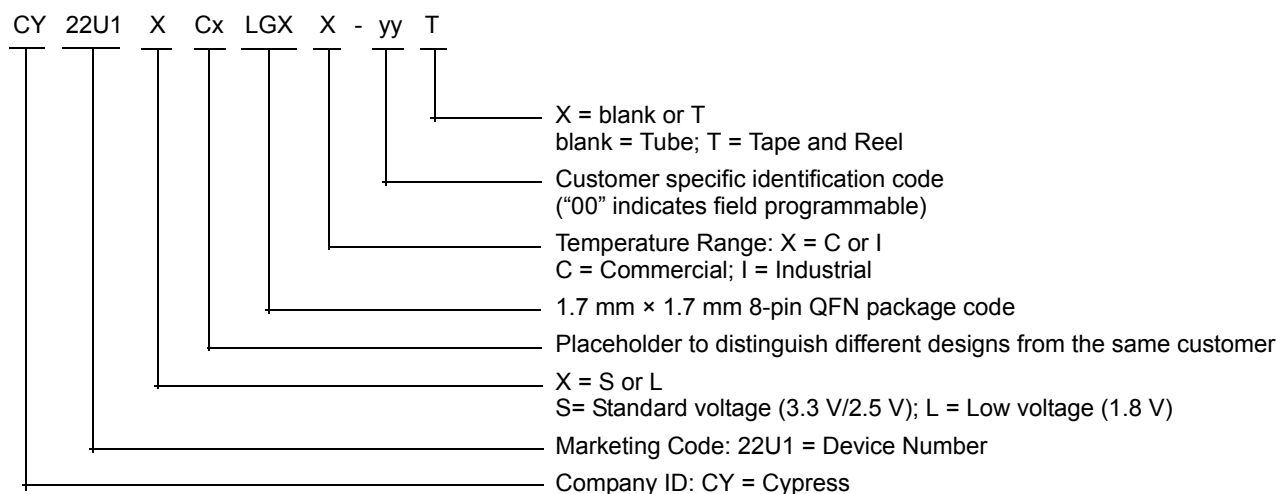 CY 22U1 X Cx LGX X - yy T
X = blank or T
blank = Tube; T = Tape and Reel
Customer specific identification code
(“00” indicates field programmable)
Temperature Range: X = C or I
C = Commercial; I = Industrial
1.7 mm × 1.7 mm 8-pin QFN package code
Placeholder to distinguish different designs from the same customer
X = S or L
S= Standard voltage (3.3 V/2.5 V); L = Low voltage (1.8 V)
Marketing Code: 22U1 = Device Number
Company ID: CY = Cypress